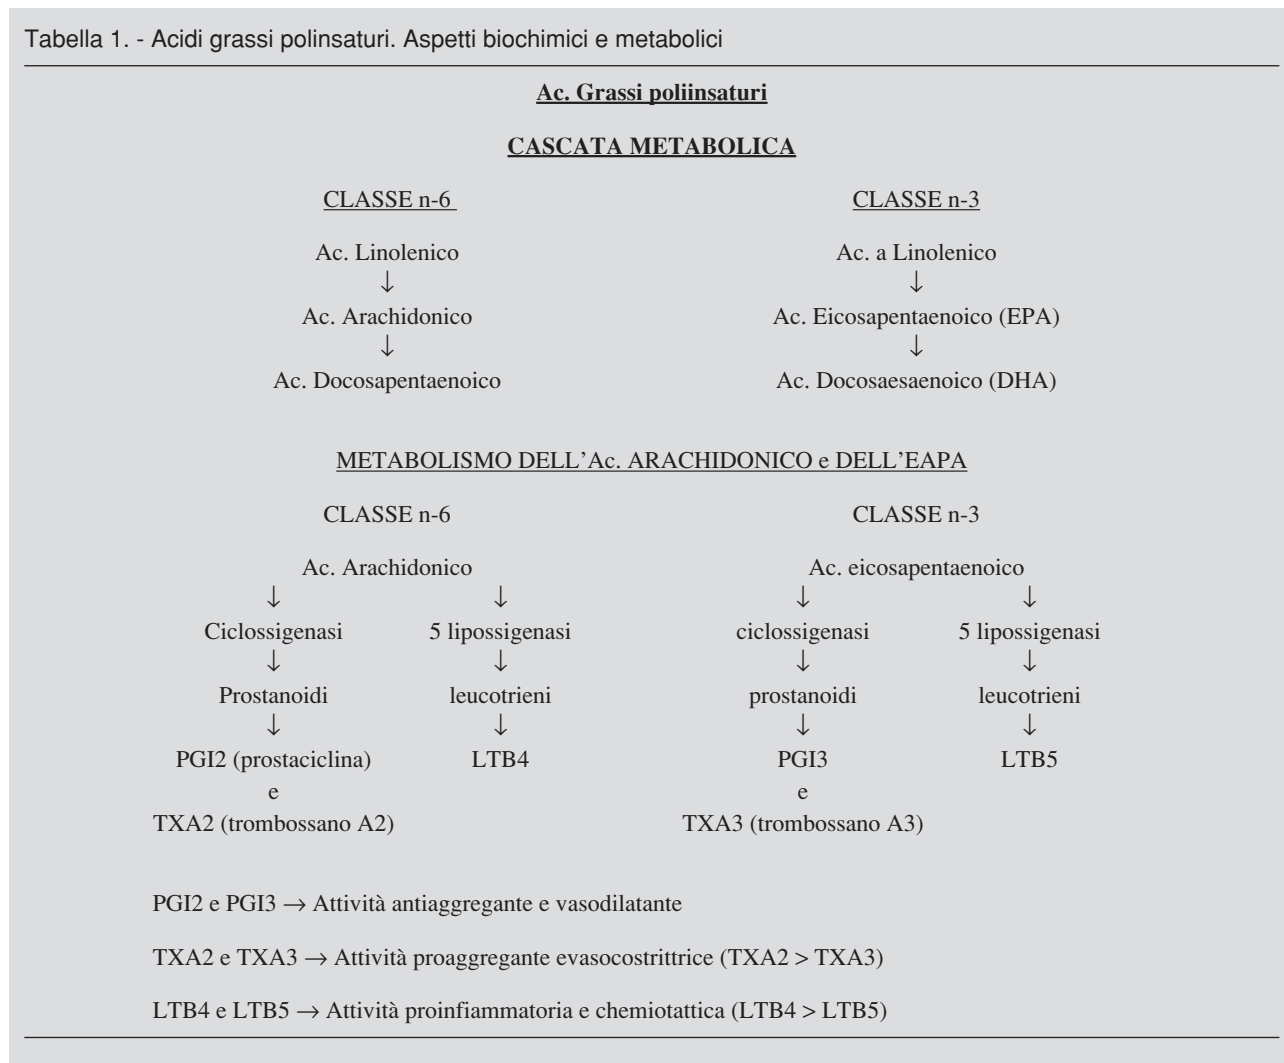 Tabella 1. - Acidi grassi polinsaturi. Aspetti biochimici e metabolici
Ac. Grassi poliinsaturi
CASCATA METABOLICA
CLASSE n-6 CLASSE n-3
Ac. Linolenico Ac. a Linolenico
↓ ↓
Ac. Arachidonico Ac. Eicosapentaenoico (EPA)
↓ ↓
Ac. Docosapentaenoico Ac. Docosaesaenoico (DHA)
METABOLISMO DELL'Ac. ARACHIDONICO e DELL'EAPA
CLASSE n-6 CLASSE n-3
Ac. Arachidonico Ac. eicosapentaenoico
↓ ↓ ↓ ↓
Ciclossigenasi 5 lipossigenasi ciclossigenasi 5 lipossigenasi
↓ ↓ ↓ ↓
Prostanoidi leucotrieni prostanoidi leucotrieni
↓ ↓ ↓ ↓
PGI2 (prostaciclina) LTB4 PGI3 LTB5
e e
TXA2 (trombossano A2) TXA3 (trombossano A3)
PGI2 e PGI3 → Attività antiaggregante e vasodilatante
TXA2 e TXA3 → Attività proaggregante evasocostrittrice (TXA2 > TXA3)
LTB4 e LTB5 → Attività proinfiammatoria e chemiotattica (LTB4 > LTB5)